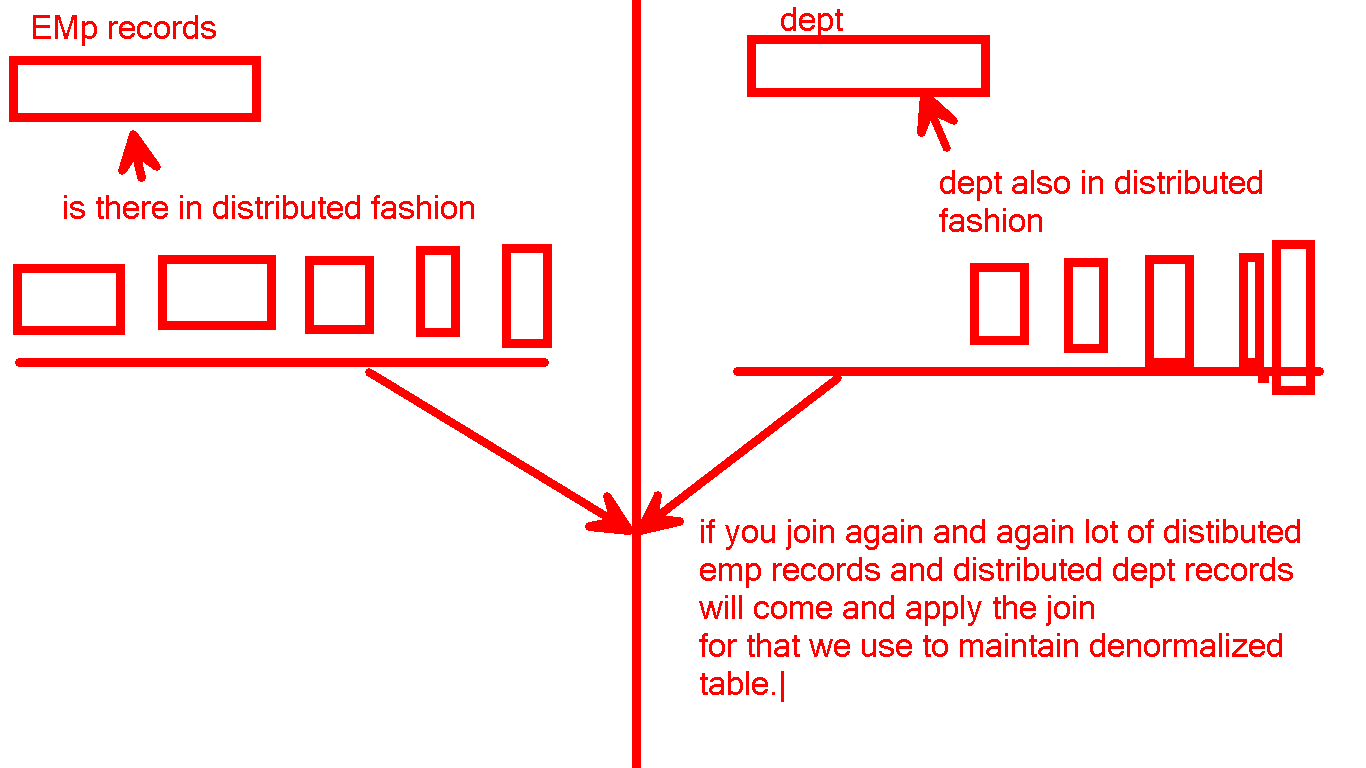 EMp records
dept
is there in distributed fashion
dept also in distributed
fashion
if you join again and again lot of distibuted
emp records and distributed dept records
will come and apply the join
for that we use to maintain denormalized
table.